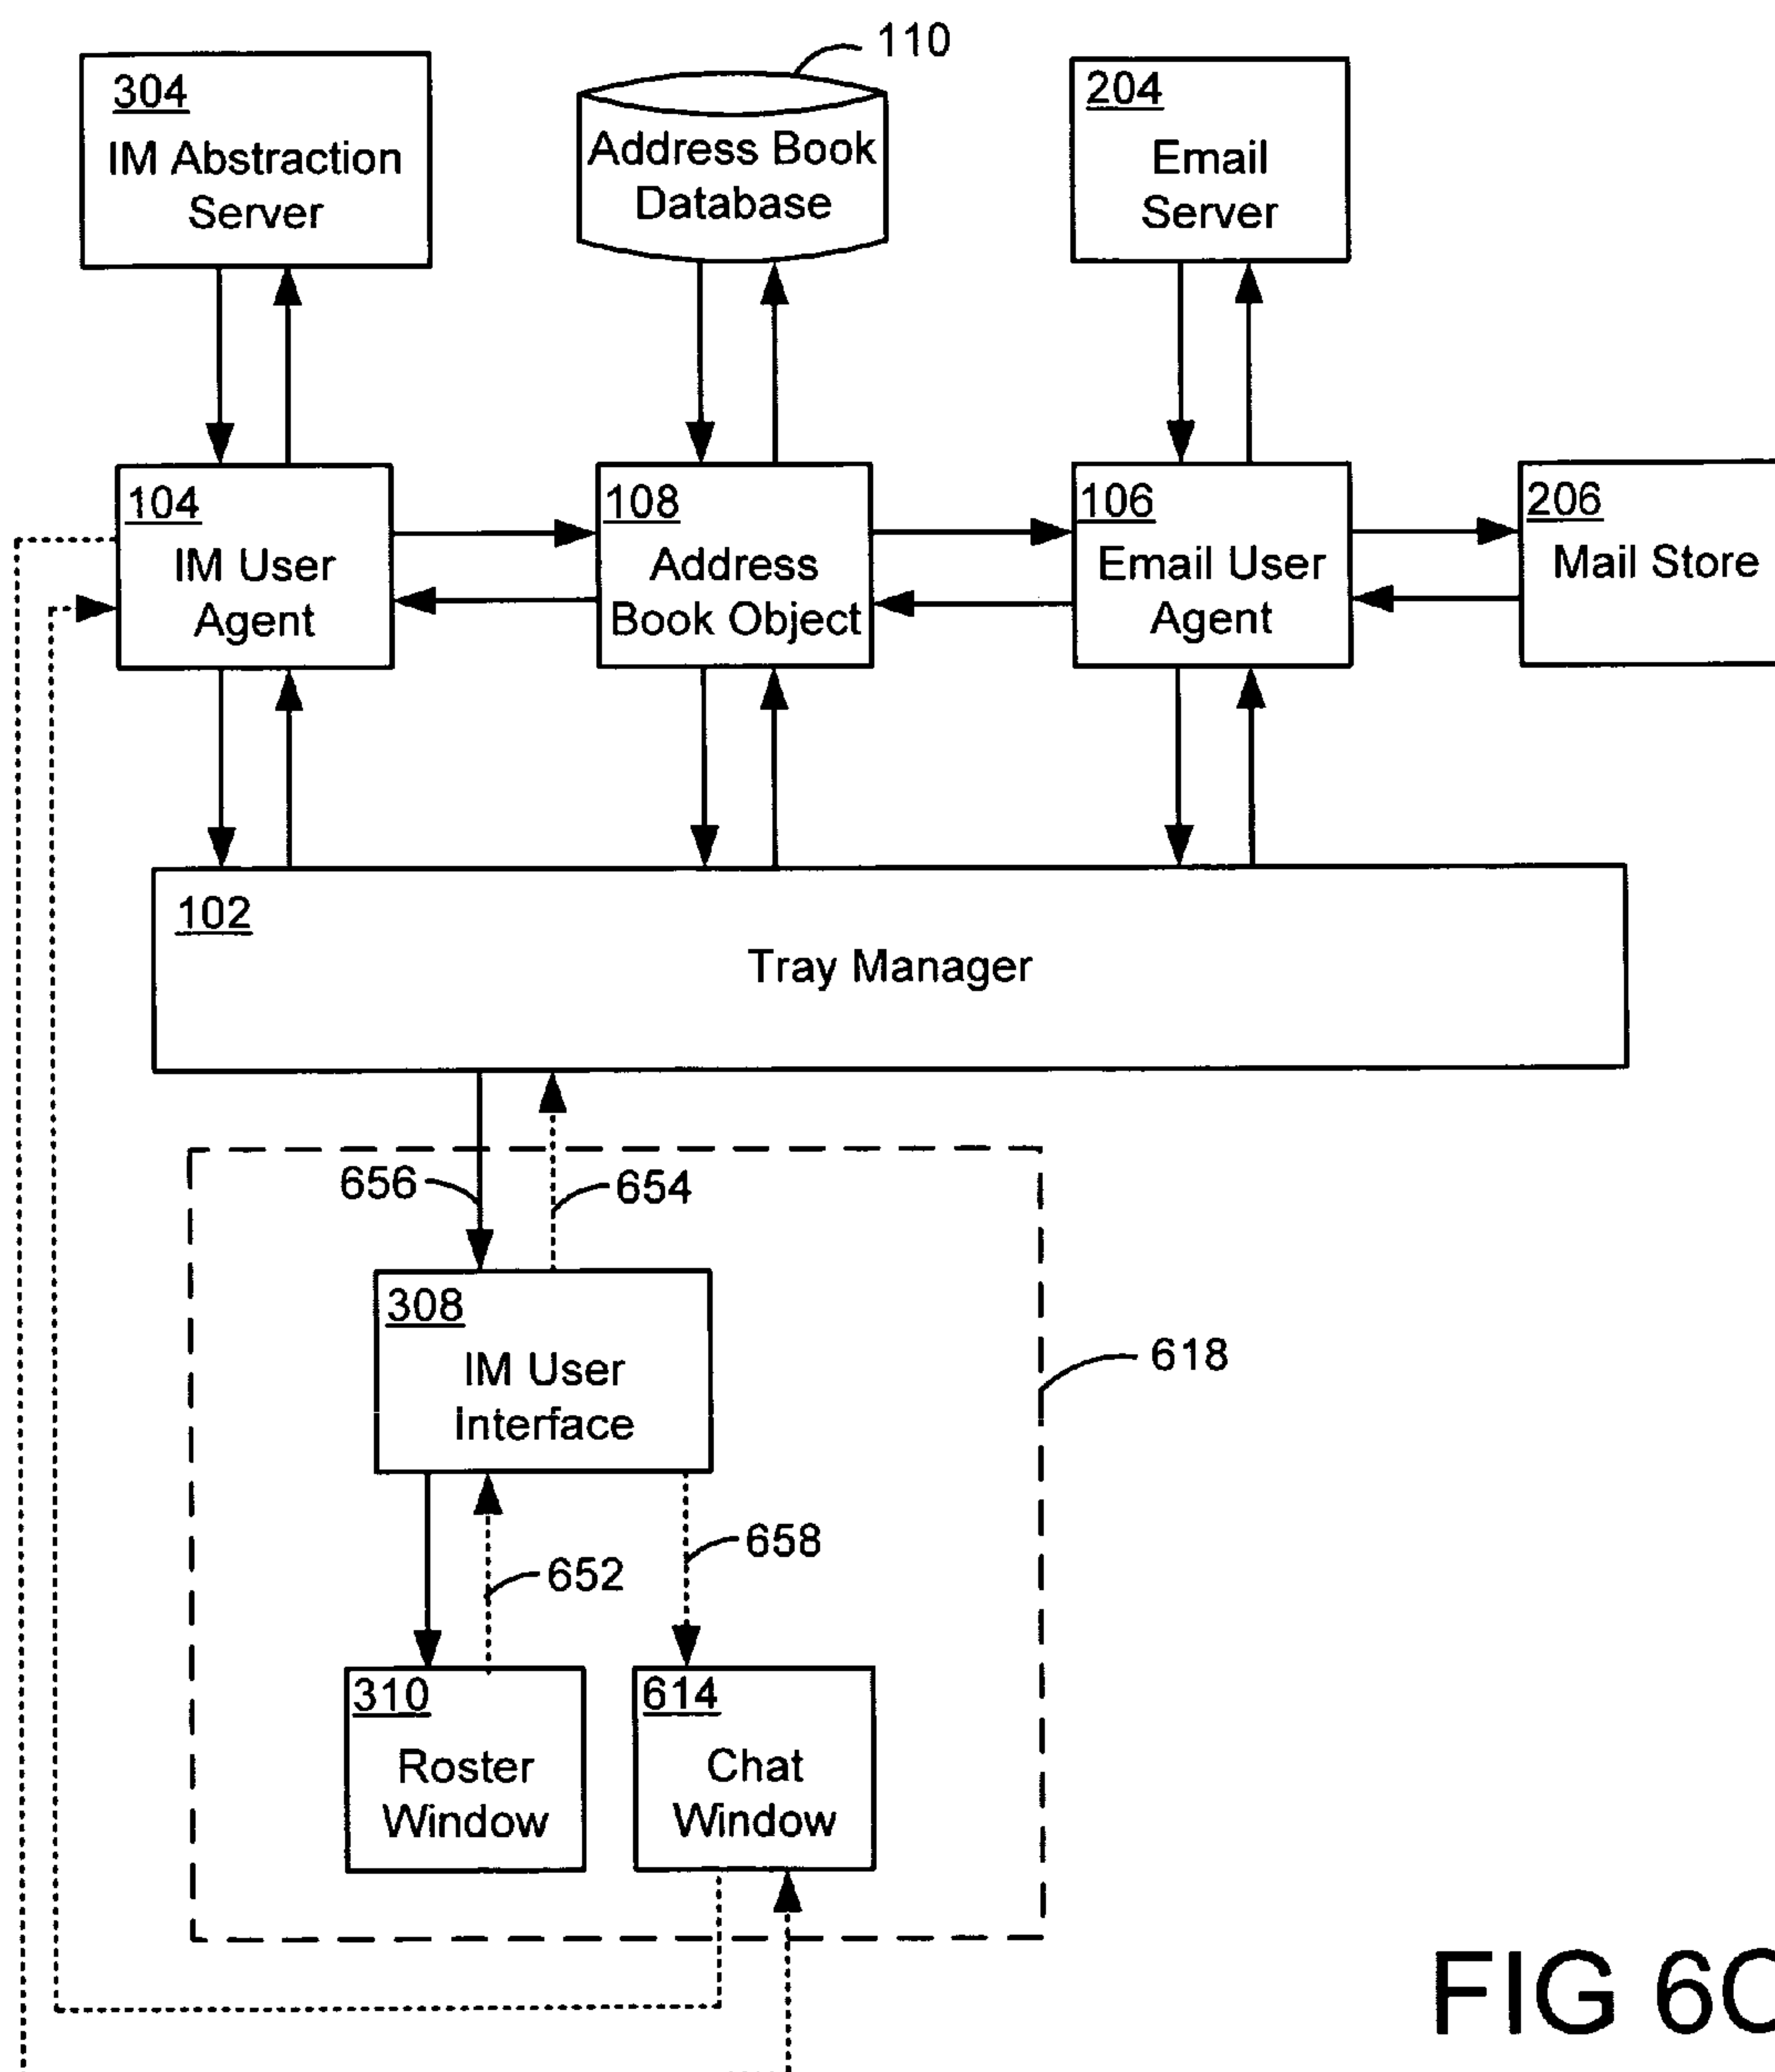 110
304
IM Abstraction
Server
Address Book
Database
204
Email
Server
104
IM User
Agent
108
Address
Book Object
106
Email User
Agent
206
Mail Store
102
Tray Manager
656
654
308
IM User
Interface
618
658
652
310
Roster
Window
614
Chat
Window
FIG 6C